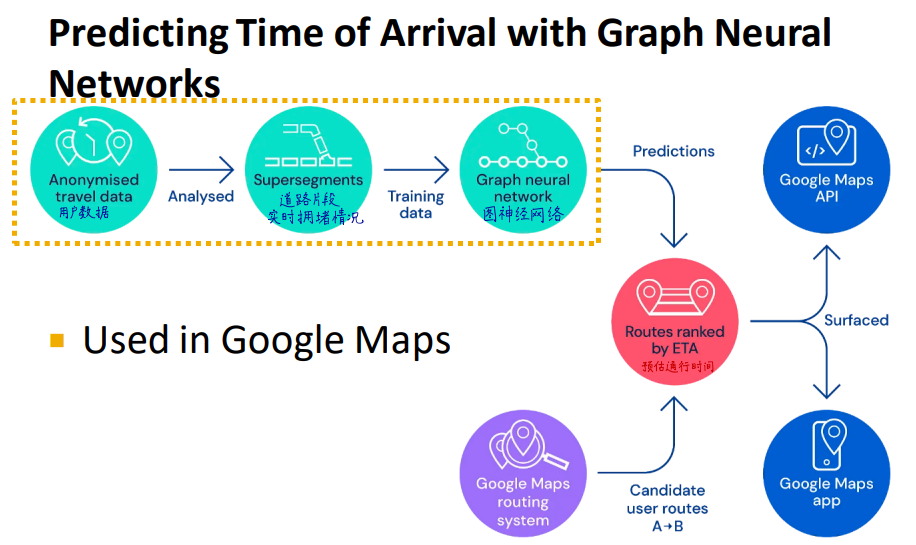 Predicting Time of Arrival with Graph Neural
Networks
Anonymised
travel data
用户数据
Analysed
Supersegments
道路片段
实时拥堵情况
Training
data
Graph neural
network
图神经网络
Predictions
</>
Google Maps
API
Used in Google Maps
Routes ranked
by ETA
预估通行时间
Surfaced
Google Maps
routing
system
Candidate
user routes
A→B
Google Maps
app